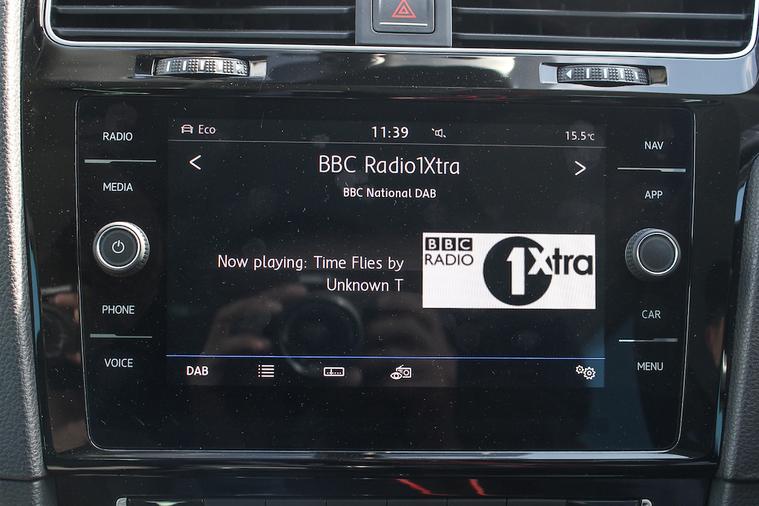 RADIO
MEDIA
PHONE
VOICE
Eco
11:39
15.5°C
BBC Radio1Xtra
BBC National DAB
Now playing: Time Flies by
Unknown T
BBC
RADIO
1Xtra
DAB
NAV
APP
CAR
MENU